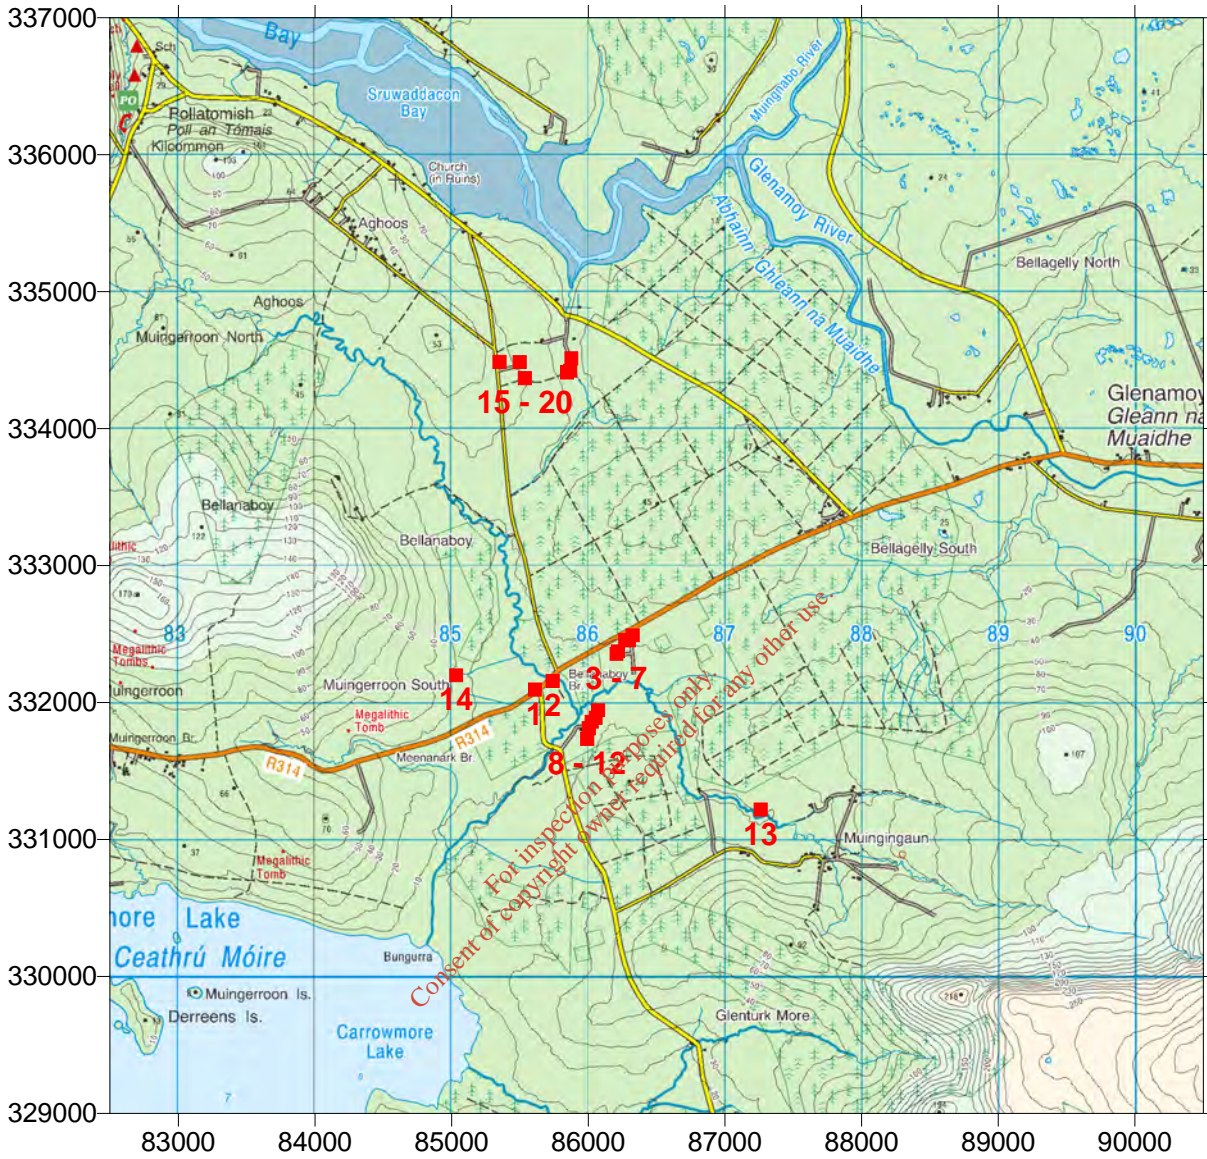 337000
336000
335000
334000
333000
332000
331000
330000
329000
83000
84000
85000
86000
87000
88000
89000
90000
Bay
Sch
PO
Sruwaddacon
Bay
Muingnabo River
Pollatomish
Poll an Tómais
Kilcommon
Church
(in Ruins)
Glenamoy River
Abhainn Ghleann na Muaidhe
Aghoos
Bellagelly North
Aghoos
Muingerroon North
15 - 20
Glenamoy
Gleann na
Muaidhe
Bellanaboy
Bellanaboy
Bellagelly South
83
85
86
87
88
89
90
Megalithic
Tombs
Muingerroon South
14
1
2
Bellanaboy
Br.
3 - 7
Megalithic
Tomb
Muingerroon Br.
R314
R314
Meenanark Br.
8 - 12
13
Muingingaun
Megalithic
Tomb
For inspection purposes only.
Consent of copyright owner required for any other use.
more Lake
Ceathrú Móire
Bungurra
Muingerroon Is.
Derreens Is.
Carrowmore
Lake
Glenturk More